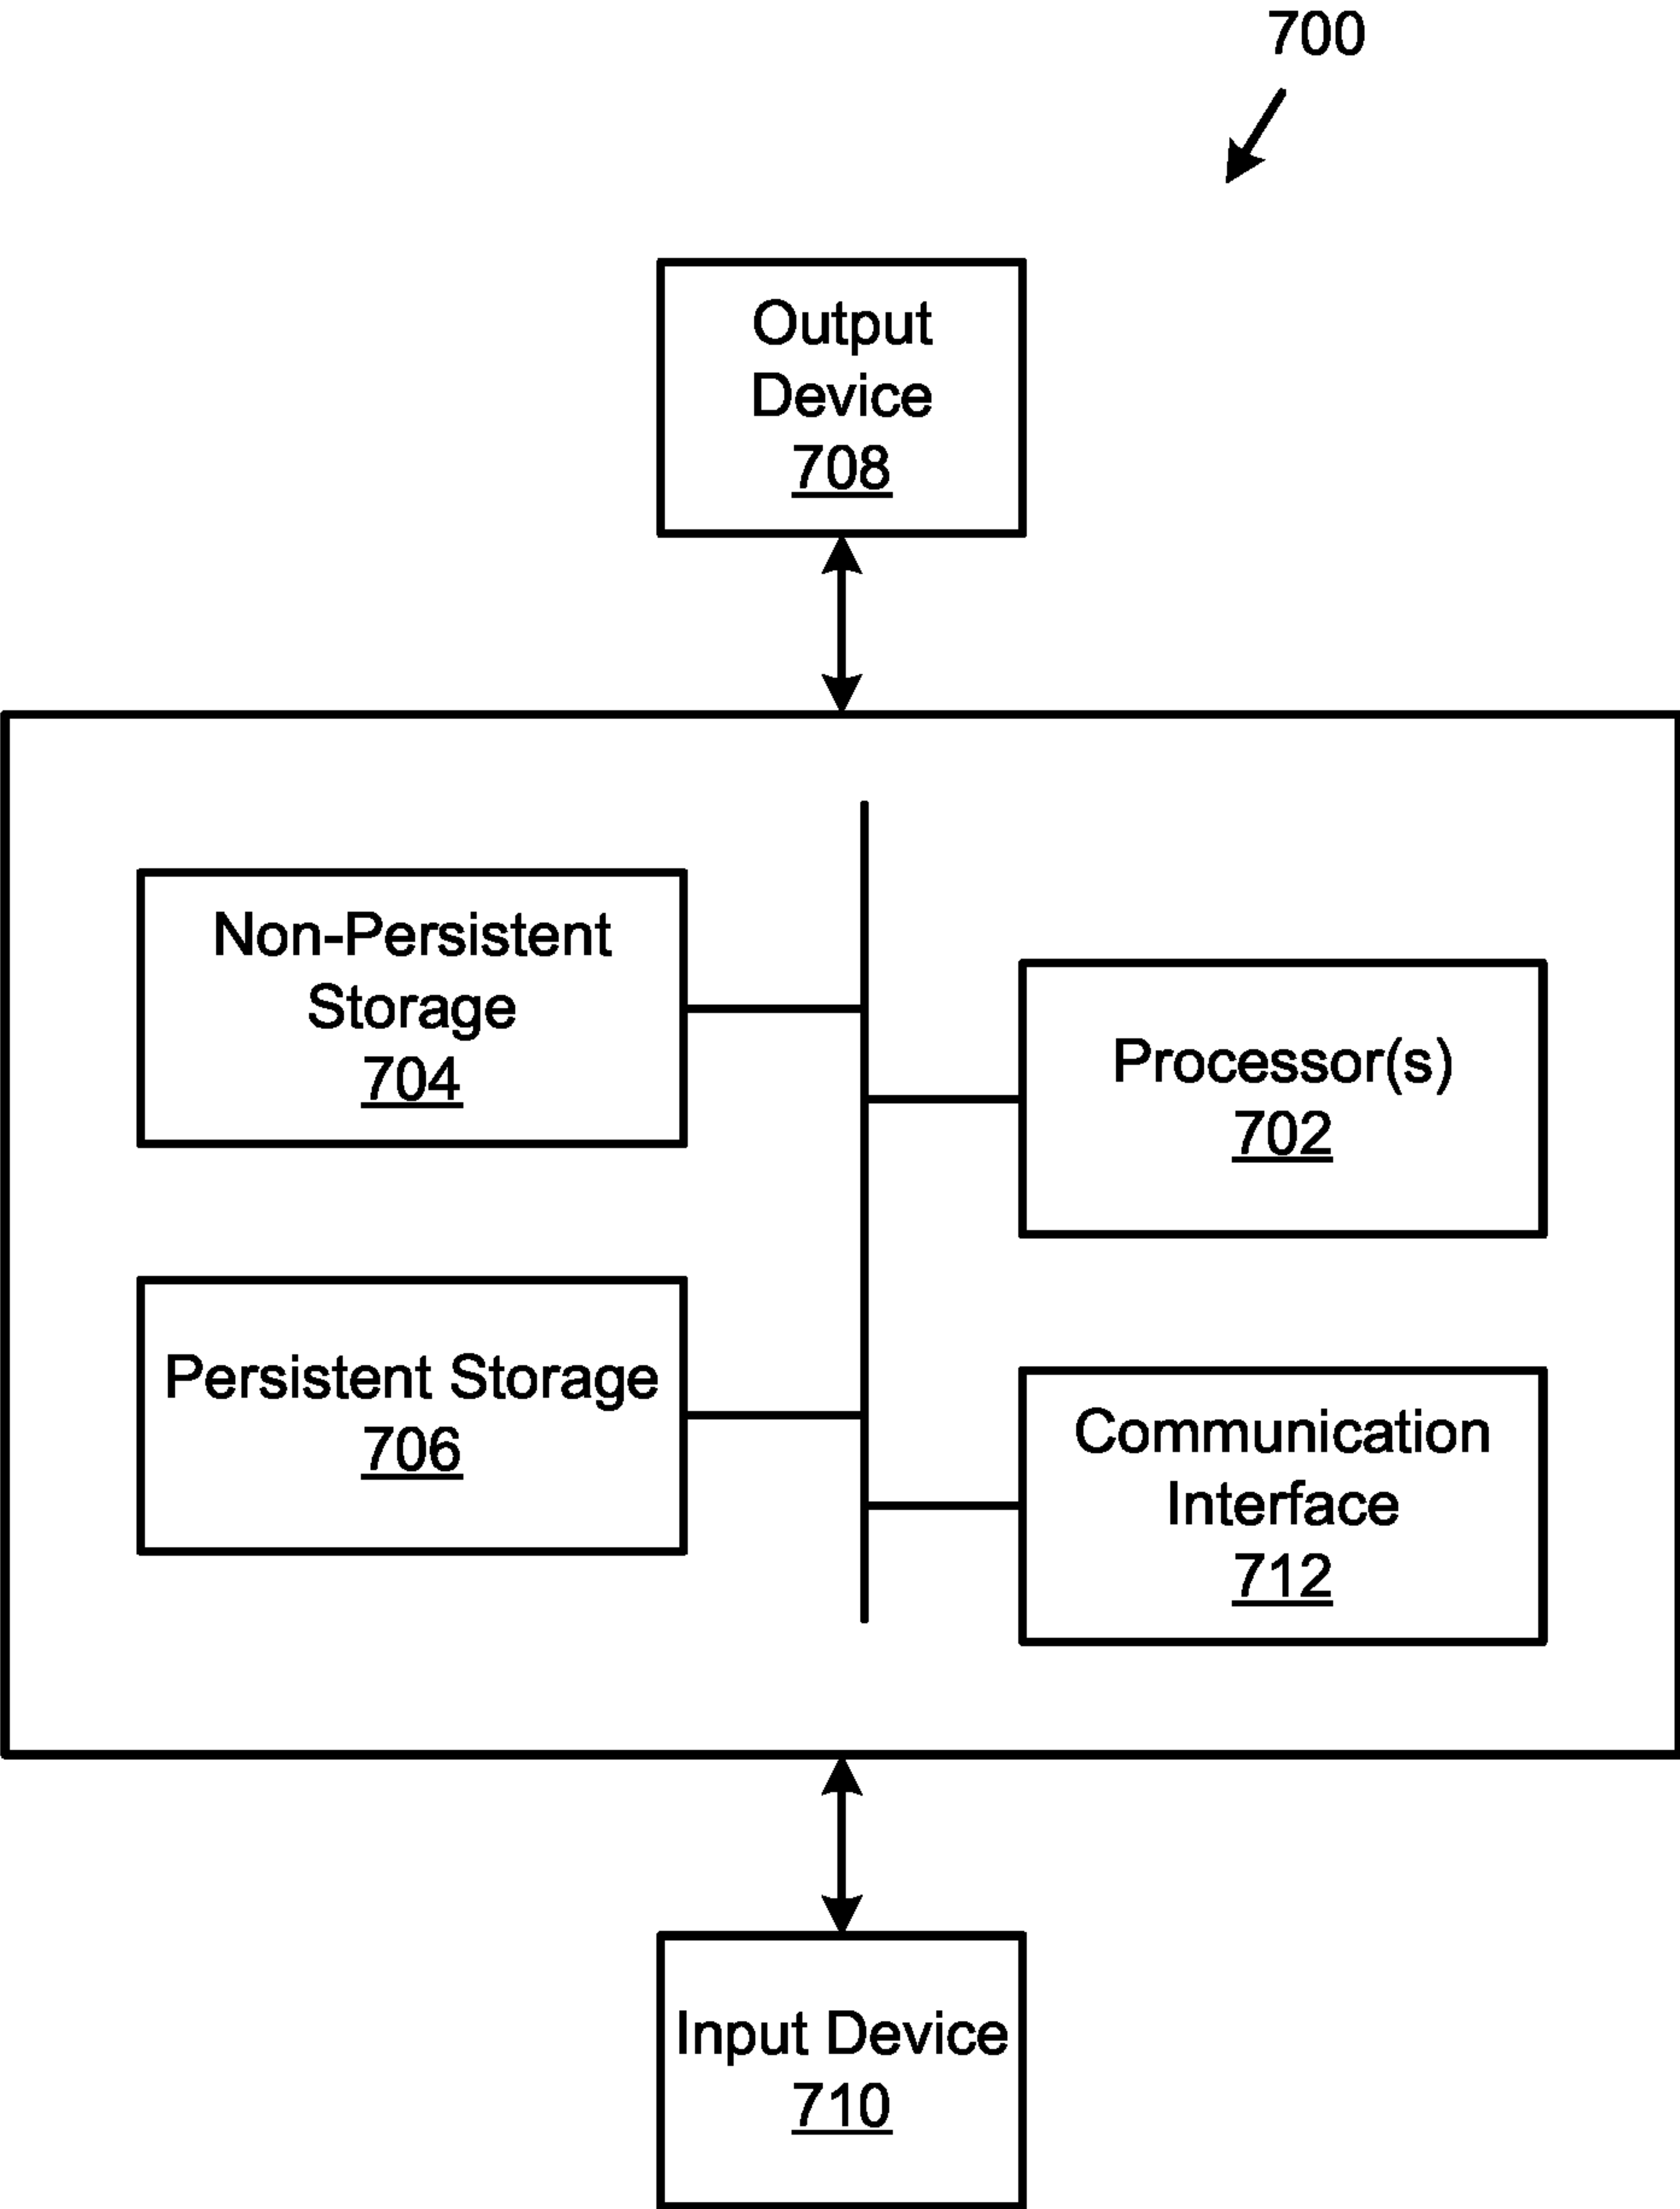 700
Output
Device
708
Non-Persistent
Storage
704
Processor(s)
702
Persistent Storage
706
Communication
Interface
712
Input Device
710